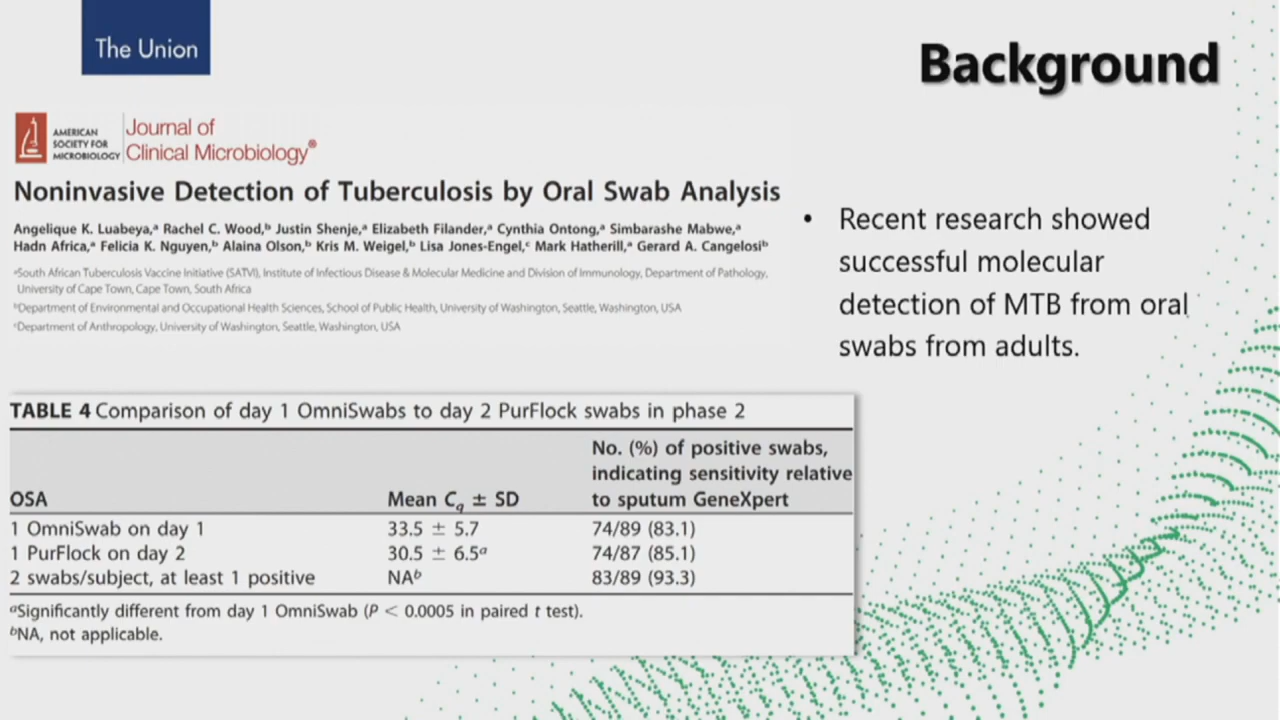 The Union
Background
AMERICAN
SOCIETY FOR
MICROBIOLOGY
Journal of
Clinical Microbiology®
Noninvasive Detection of Tuberculosis by Oral Swab Analysis
Angelique K. Luabeya,ᵃ Rachel C. Wood,ᵇ Justin Shenje,ᵃ Elizabeth Filander,ᵃ Cynthia Ontong,ᵃ Simbarashe Mabwe,ᵃ
Hadn Africa,ᵃ Felicia K. Nguyen,ᵇ Alaina Olson,ᵇ Kris M. Weigel,ᵇ Lisa Jones-Engel,ᶜ Mark Hatherill,ᵃ Gerard A. Cangelosiᵇ
ᵃSouth African Tuberculosis Vaccine Initiative (SATVI), Institute of Infectious Disease & Molecular Medicine and Division of Immunology, Department of Pathology,
University of Cape Town, Cape Town, South Africa
ᵇDepartment of Environmental and Occupational Health Sciences, School of Public Health, University of Washington, Seattle, Washington, USA
ᶜDepartment of Anthropology, University of Washington, Seattle, Washington, USA
• Recent research showed
successful molecular
detection of MTB from oral
swabs from adults.
TABLE 4 Comparison of day 1 OmniSwabs to day 2 PurFlock swabs in phase 2
No. (%) of positive swabs,
indicating sensitivity relative
OSA Mean Cq ± SD to sputum GeneXpert
1 OmniSwab on day 1 33.5 ± 5.7 74/89 (83.1)
1 PurFlock on day 2 30.5 ± 6.5ᵃ 74/87 (85.1)
2 swabs/subject, at least 1 positive NAᵇ 83/89 (93.3)
ᵃSignificantly different from day 1 OmniSwab (P < 0.0005 in paired t test).
ᵇNA, not applicable.